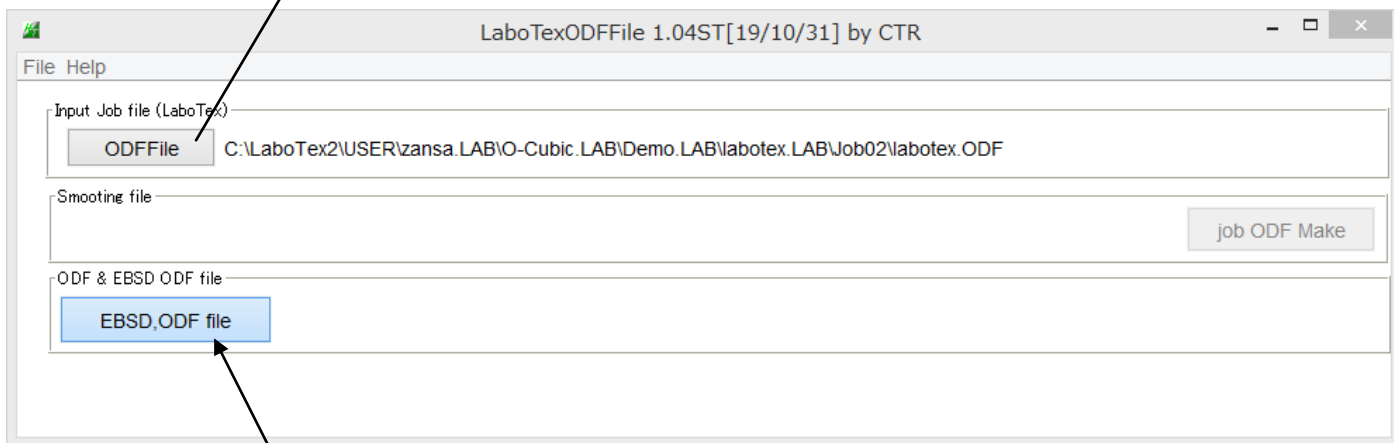 LaboTexODFFile 1.04ST[19/10/31] by CTR
File Help
Input Job file (LaboTex)
ODFFile C:\LaboTex2\USER\zansa.LAB\O-Cubic.LAB\Demo.LAB\labotex.LAB\Job02\labotex.ODF
Smooting file
job ODF Make
ODF & EBSD ODF file
EBSD,ODF file